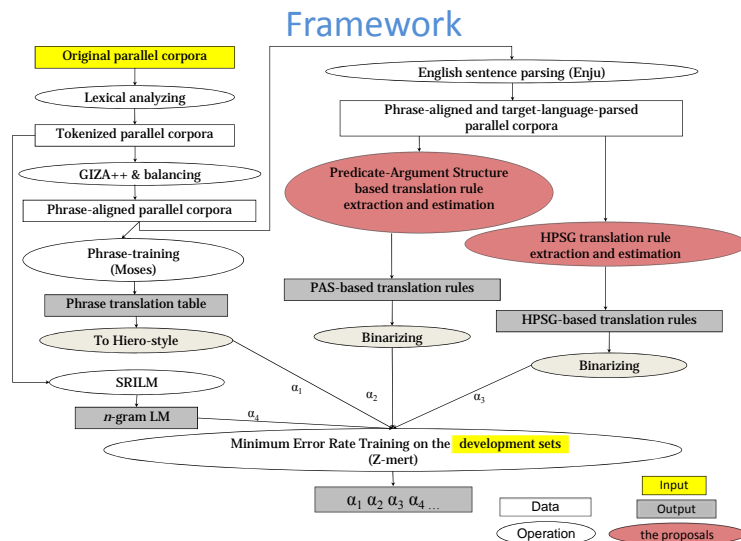 Framework
Original parallel corpora
Lexical analyzing
Tokenized parallel corpora
GIZA++ & balancing
Phrase-aligned parallel corpora
Phrase-training
(Moses)
Phrase translation table
To Hiero-style
SRILM
n-gram LM
English sentence parsing (Enju)
Phrase-aligned and target-language-parsed
parallel corpora
Predicate-Argument Structure
based translation rule
extraction and estimation
HPSG translation rule
extraction and estimation
PAS-based translation rules
HPSG-based translation rules
Binarizing
Binarizing
α1
α2
α3
α4
Minimum Error Rate Training on the development sets
(Z-mert)
α1 α2 α3 α4 ...
Input
Data
Output
Operation
the proposals